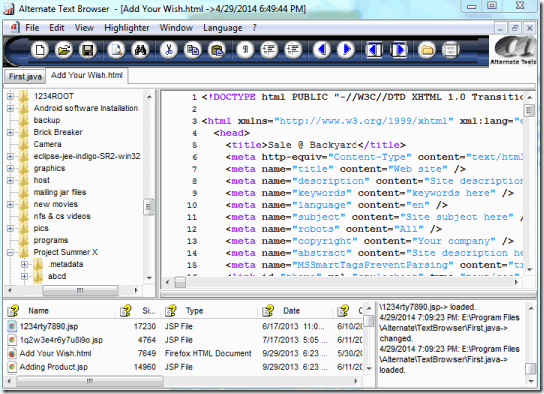 Alternate Text Browser - [Add Your Wish.html -> 4/29/2014 6:49:44 PM]
File Edit View Highlighter Window Language ?
Alternate Tools
First.java Add Your Wish.html
1234ROOT
Android software Installation
backup
Brick Breaker
Camera
eclipse-jee-indigo-SR2-win32
graphics
host
mailing jar files
new movies
nfs & cs videos
pics
programs
Project Summer X
.metadata
abcd
1 <!DOCTYPE html PUBLIC "-//W3C//DTD XHTML 1.0 Transitio
2
3 <html xmlns="http://www.w3.org/1999/xhtml" xml:lang="e
4 <head>
5 <title>Sale @ Backyard</title>
6 <meta http-equiv="Content-Type" content="text/html
7 <meta name="title" content="Web site" />
8 <meta name="description" content="Site description
9 <meta name="keywords" content="keywords here" />
10 <meta name="language" content="en" />
11 <meta name="subject" content="Site subject here" /
12 <meta name="robots" content="All" />
13 <meta name="copyright" content="Your company" />
14 <meta name="abstract" content="Site description he
15 <meta name="MSSmartTagsPreventParsing" content="t
Name Si... Type Date ... C
1234rty7890.jsp 17230 JSP File 6/17/2013 11:0... 6/10/
1q2w3e4r6y7u8i9o.jsp 4764 JSP File 7/17/2013 5:05 ... 6/11/
Add Your Wish.html 7649 Firefox HTML Document 9/29/2013 6:23 ... 5/30/
Adding Product.jsp 14960 JSP File 9/29/2013 6:23 ... 6/11/
\1234rty7890.jsp-> loaded.
4/29/2014 7:09:23 PM: E:\Program Files
\Alternate\TextBrowser\First.java->
changed.
4/29/2014 7:09:23 PM: E:\Program Files
\Alternate\TextBrowser\First.java->
loaded.